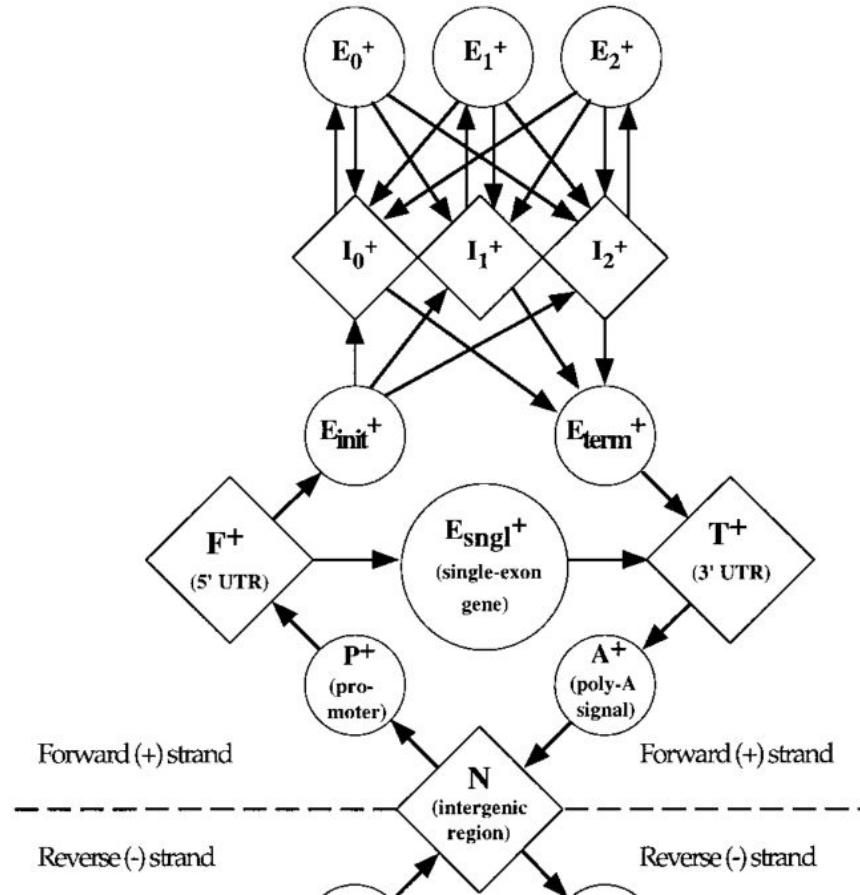 E0+ E1+ E2+
I0+ I1+ I2+
Einit+ Eterm+
F+
(5' UTR)
Esngl+
(single-exon
gene)
T+
(3' UTR)
P+
(pro-
moter)
A+
(poly-A
signal)
Forward (+) strand Forward (+) strand
N
(intergenic
region)
Reverse (-) strand Reverse (-) strand